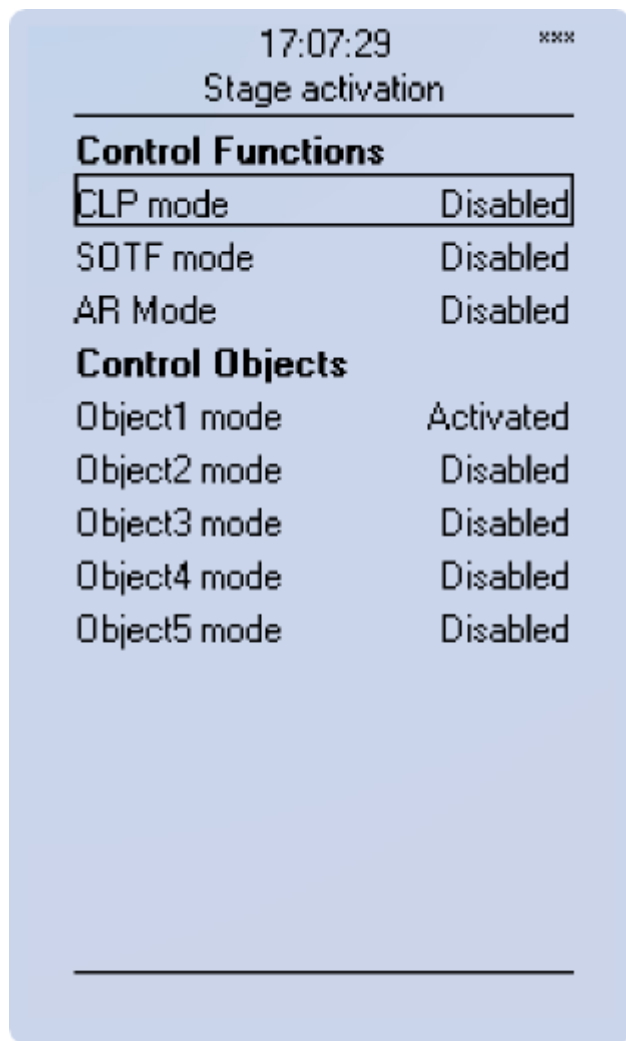 17:07:29 ***
Stage activation
Control Functions
CLP mode Disabled
SOTF mode Disabled
AR Mode Disabled
Control Objects
Object1 mode Activated
Object2 mode Disabled
Object3 mode Disabled
Object4 mode Disabled
Object5 mode Disabled